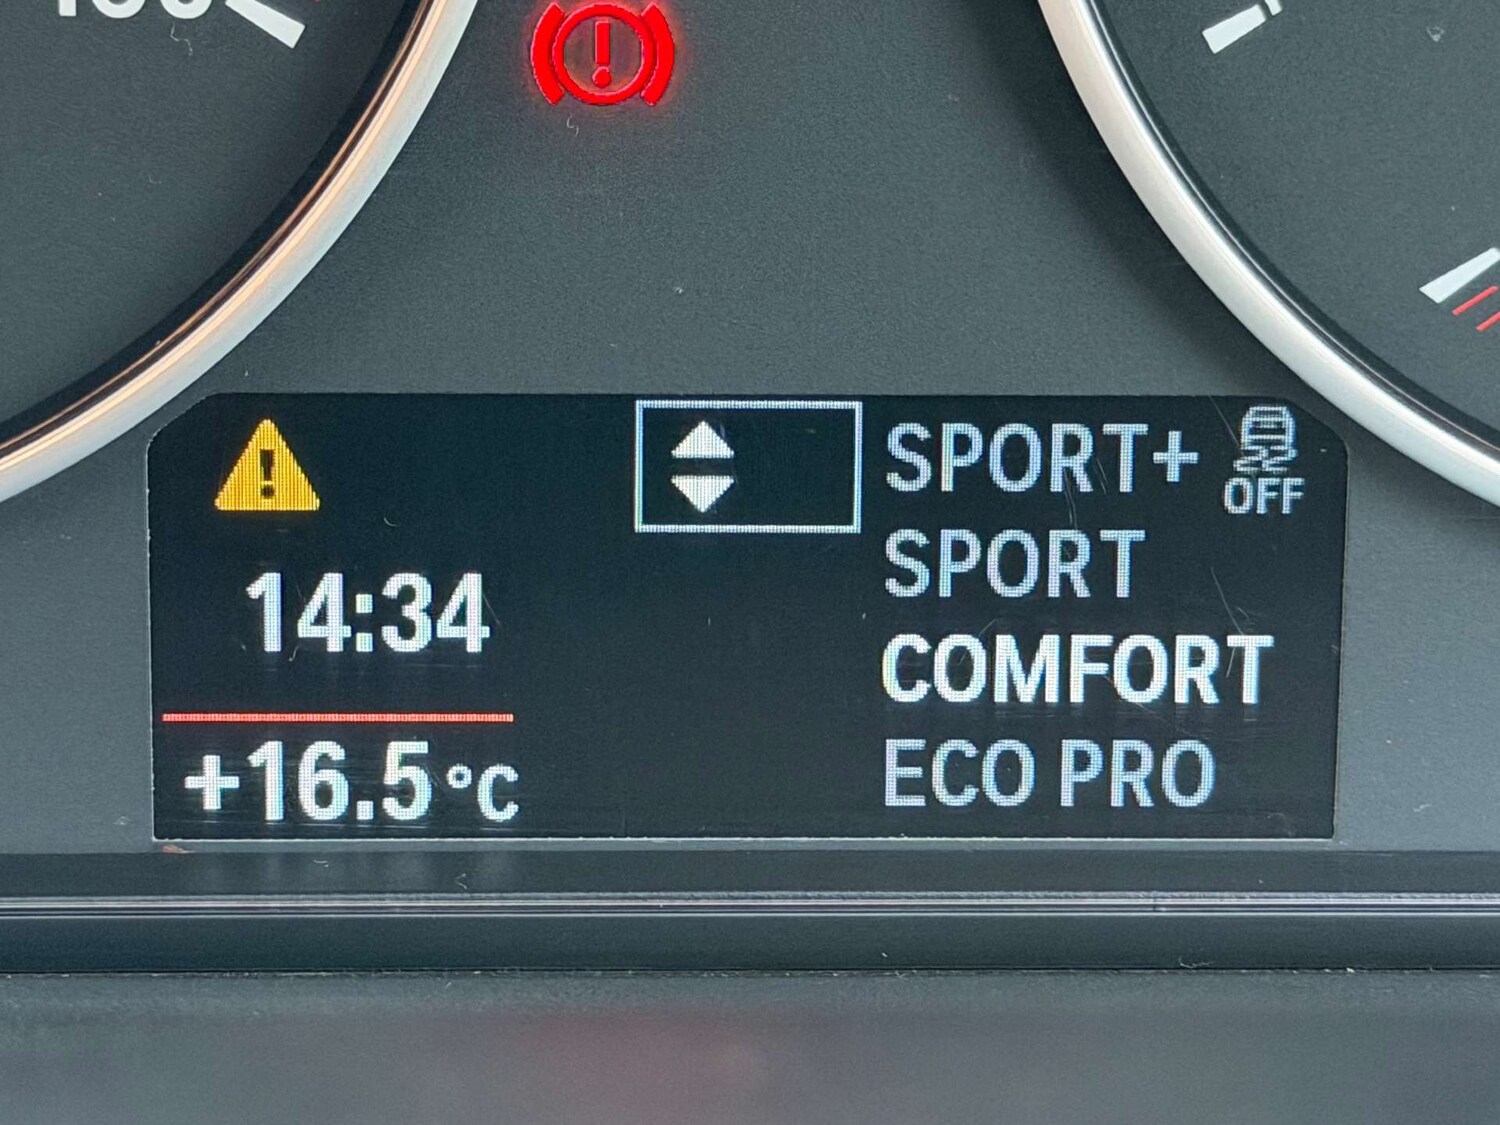 SPORT+
OFF
SPORT
14:34
COMFORT
+16.5 °C
ECO PRO